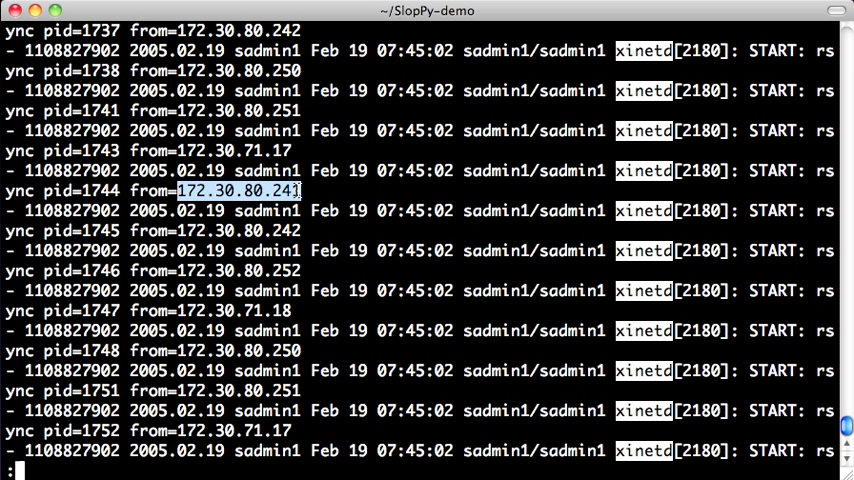 ~/SlopPy-demo
ync pid=1737 from=172.30.80.242
- 1108827902 2005.02.19 sadmin1 Feb 19 07:45:02 sadmin1/sadmin1 xinetd[2180]: START: rs
ync pid=1738 from=172.30.80.250
- 1108827902 2005.02.19 sadmin1 Feb 19 07:45:02 sadmin1/sadmin1 xinetd[2180]: START: rs
ync pid=1741 from=172.30.80.251
- 1108827902 2005.02.19 sadmin1 Feb 19 07:45:02 sadmin1/sadmin1 xinetd[2180]: START: rs
ync pid=1743 from=172.30.71.17
- 1108827902 2005.02.19 sadmin1 Feb 19 07:45:02 sadmin1/sadmin1 xinetd[2180]: START: rs
ync pid=1744 from=172.30.80.241
- 1108827902 2005.02.19 sadmin1 Feb 19 07:45:02 sadmin1/sadmin1 xinetd[2180]: START: rs
ync pid=1745 from=172.30.80.242
- 1108827902 2005.02.19 sadmin1 Feb 19 07:45:02 sadmin1/sadmin1 xinetd[2180]: START: rs
ync pid=1746 from=172.30.80.252
- 1108827902 2005.02.19 sadmin1 Feb 19 07:45:02 sadmin1/sadmin1 xinetd[2180]: START: rs
ync pid=1747 from=172.30.71.18
- 1108827902 2005.02.19 sadmin1 Feb 19 07:45:02 sadmin1/sadmin1 xinetd[2180]: START: rs
ync pid=1748 from=172.30.80.250
- 1108827902 2005.02.19 sadmin1 Feb 19 07:45:02 sadmin1/sadmin1 xinetd[2180]: START: rs
ync pid=1751 from=172.30.80.251
- 1108827902 2005.02.19 sadmin1 Feb 19 07:45:02 sadmin1/sadmin1 xinetd[2180]: START: rs
ync pid=1752 from=172.30.71.17
- 1108827902 2005.02.19 sadmin1 Feb 19 07:45:02 sadmin1/sadmin1 xinetd[2180]: START: rs
: